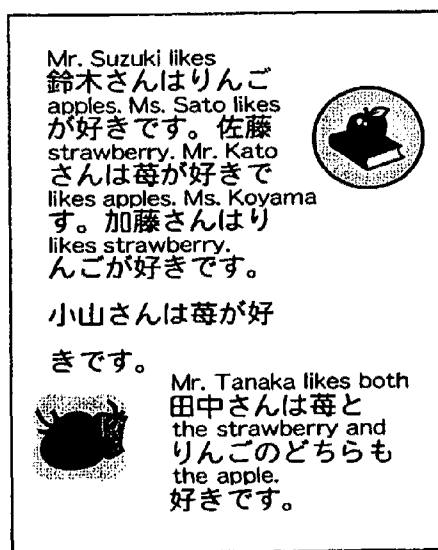 Mr. Suzuki likes
鈴木さんはりんご
apples. Ms. Sato likes
が好きです。佐藤
strawberry. Mr. Kato
さんは苺が好きで
likes apples. Ms. Koyama
す。加藤さんはり
likes strawberry.
んごが好きです。
小山さんは苺が好
きです。
Mr. Tanaka likes both
田中さんは苺と
the strawberry and
りんごのどちらも
the apple.
好きです。